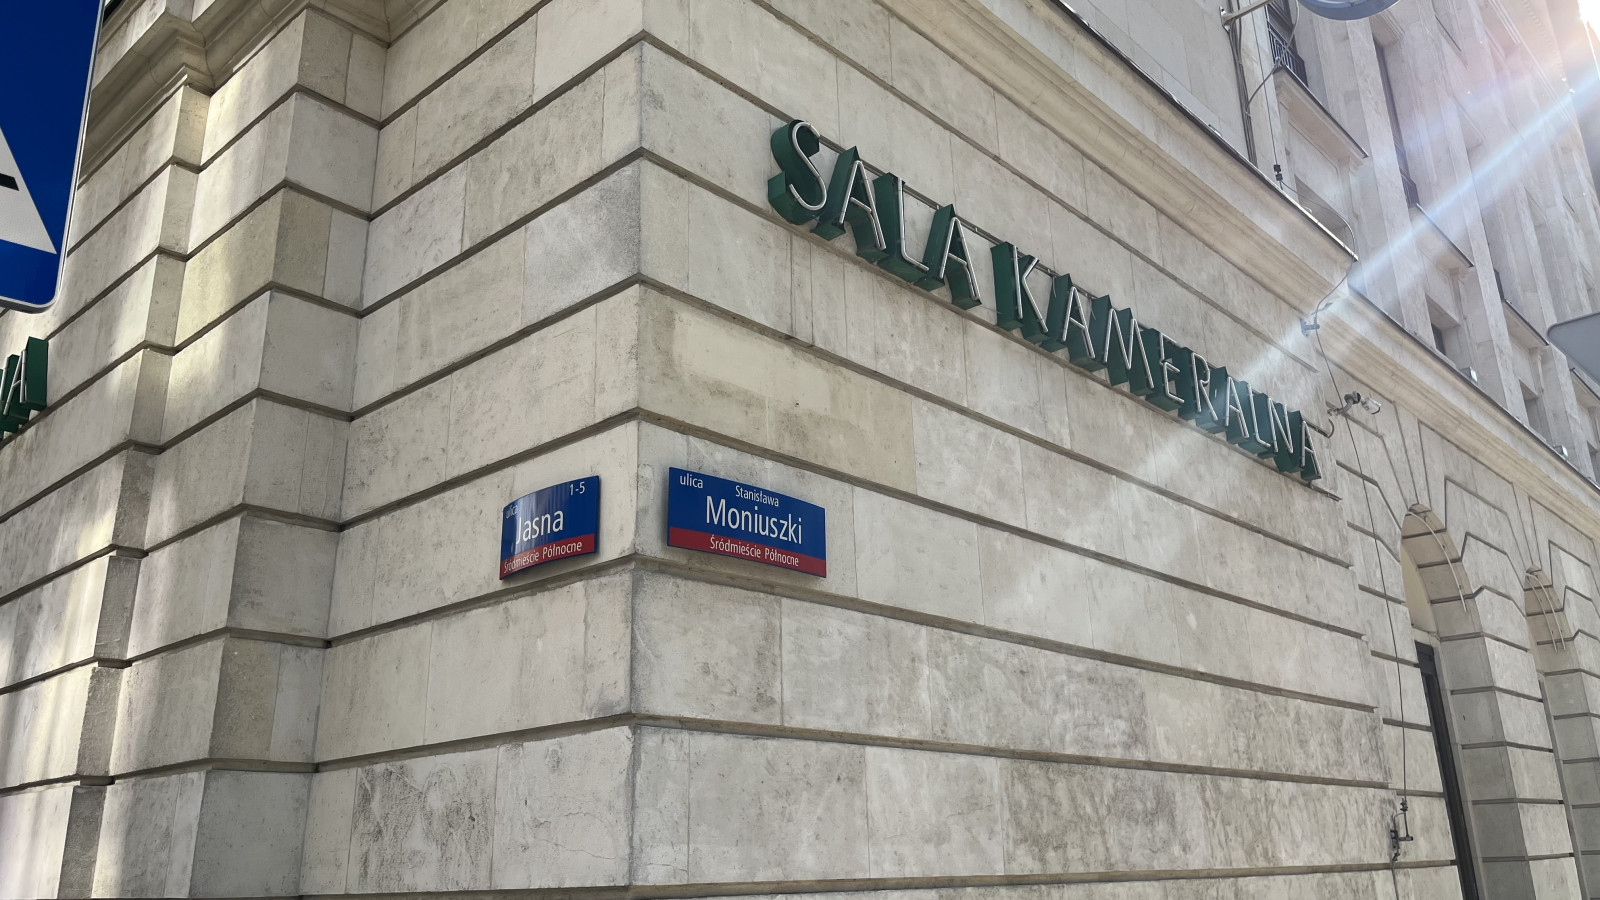 SALA KAMERALNA
1-5
ulica
Jasna
Śródmieście Północne
ulica
Stanisława
Moniuszki
Śródmieście Północne